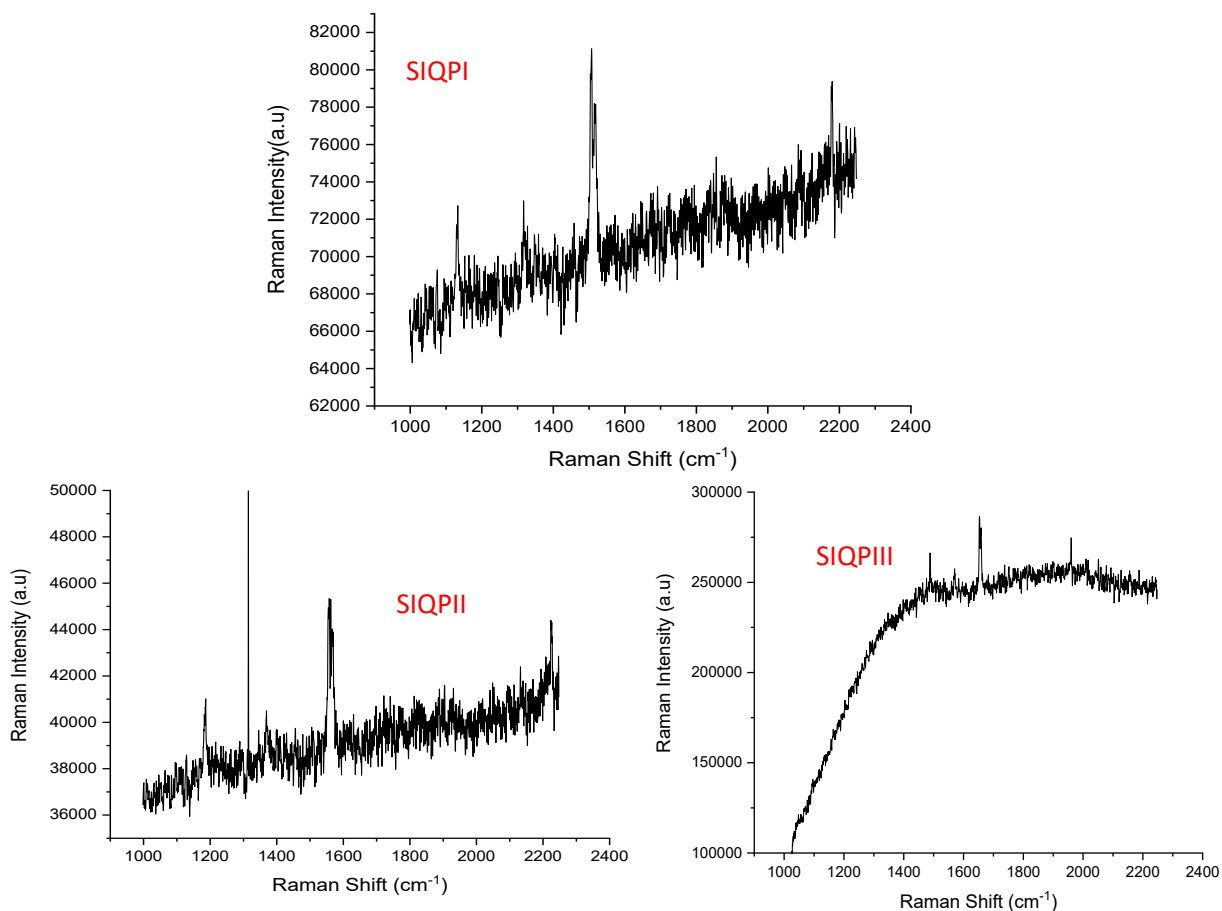 SIQPI
Raman Intensity(a.u)
82000
80000
78000
76000
74000
72000
70000
68000
66000
64000
62000
1000 1200 1400 1600 1800 2000 2200 2400
Raman Shift (cm-1)
SIQPII
Raman Intensity (a.u)
50000
48000
46000
44000
42000
40000
38000
36000
1000 1200 1400 1600 1800 2000 2200 2400
Raman Shift (cm-1)
SIQPIII
Raman Intensity (a.u)
300000
250000
200000
150000
100000
1000 1200 1400 1600 1800 2000 2200 2400
Raman Shift (cm-1)